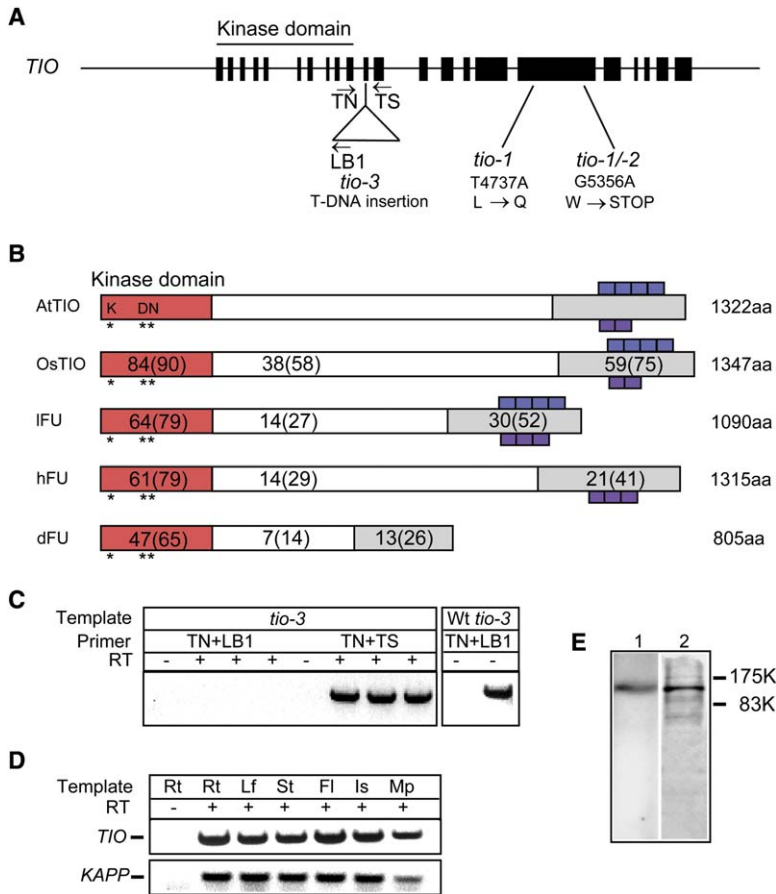 A
Kinase domain
TIO
TN TS
LB1
tio-3
T-DNA insertion
tio-1
T4737A
L → Q
tio-1/-2
G5356A
W → STOP
B
Kinase domain
AtTIO K DN 1322aa
* **
OsTIO 84(90) 38(58) 59(75) 1347aa
* **
lFU 64(79) 14(27) 30(52) 1090aa
* **
hFU 61(79) 14(29) 21(41) 1315aa
* **
dFU 47(65) 7(14) 13(26) 805aa
* **
C
Template tio-3 Wt tio-3
Primer TN+LB1 TN+TS TN+LB1
RT - + + + - + + + - -
D
Template Rt Rt Lf St Fl Is Mp
RT - + + + + + +
TIO
KAPP
E
1 2
175K
83K